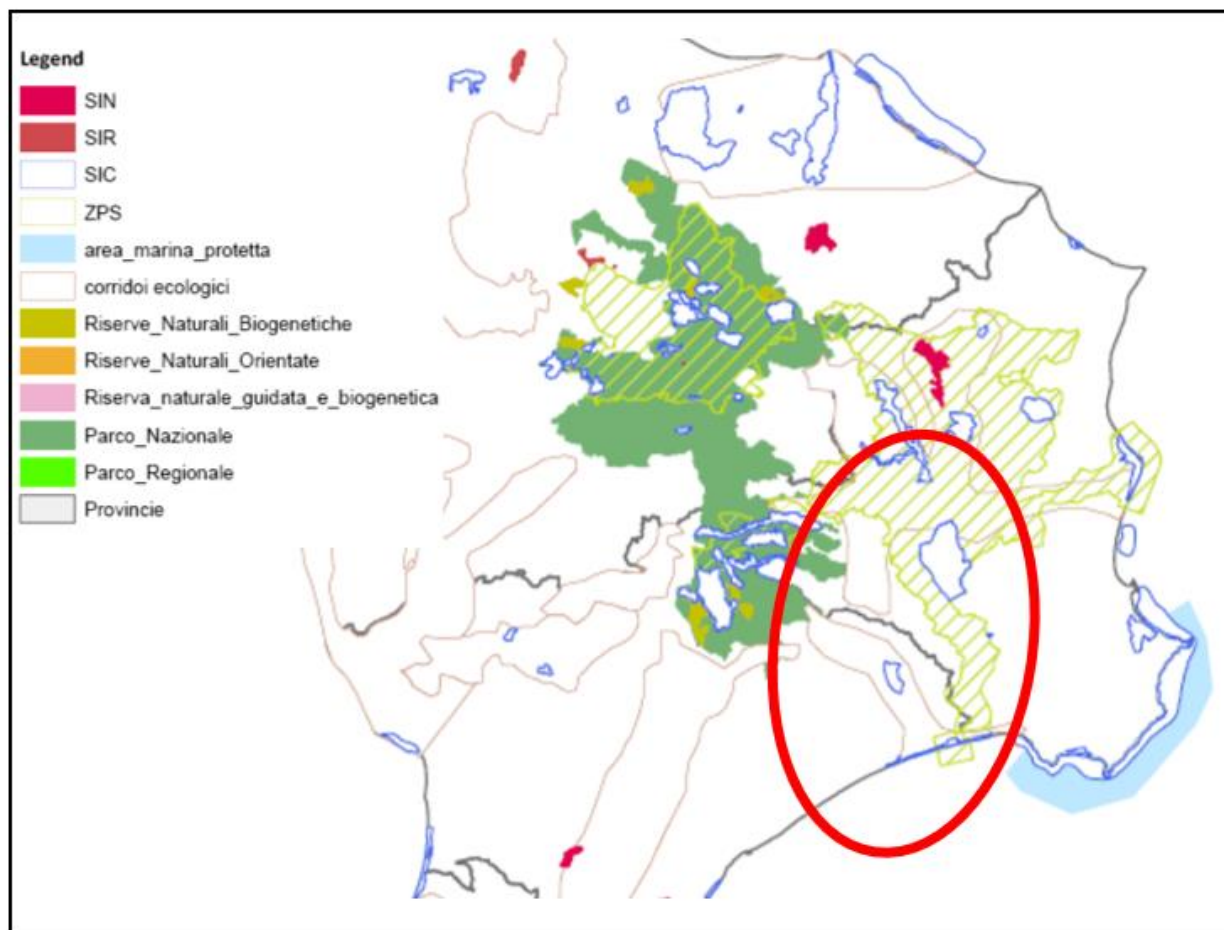 Legend
SIN
SIR
SIC
ZPS
area_marina_protetta
corridoi ecologici
Riserve_Naturali_Biogenetiche
Riserve_Naturali_Orientate
Riserva_naturale_guidata_e_biogenetica
Parco_Nazionale
Parco_Regionale
Provincie